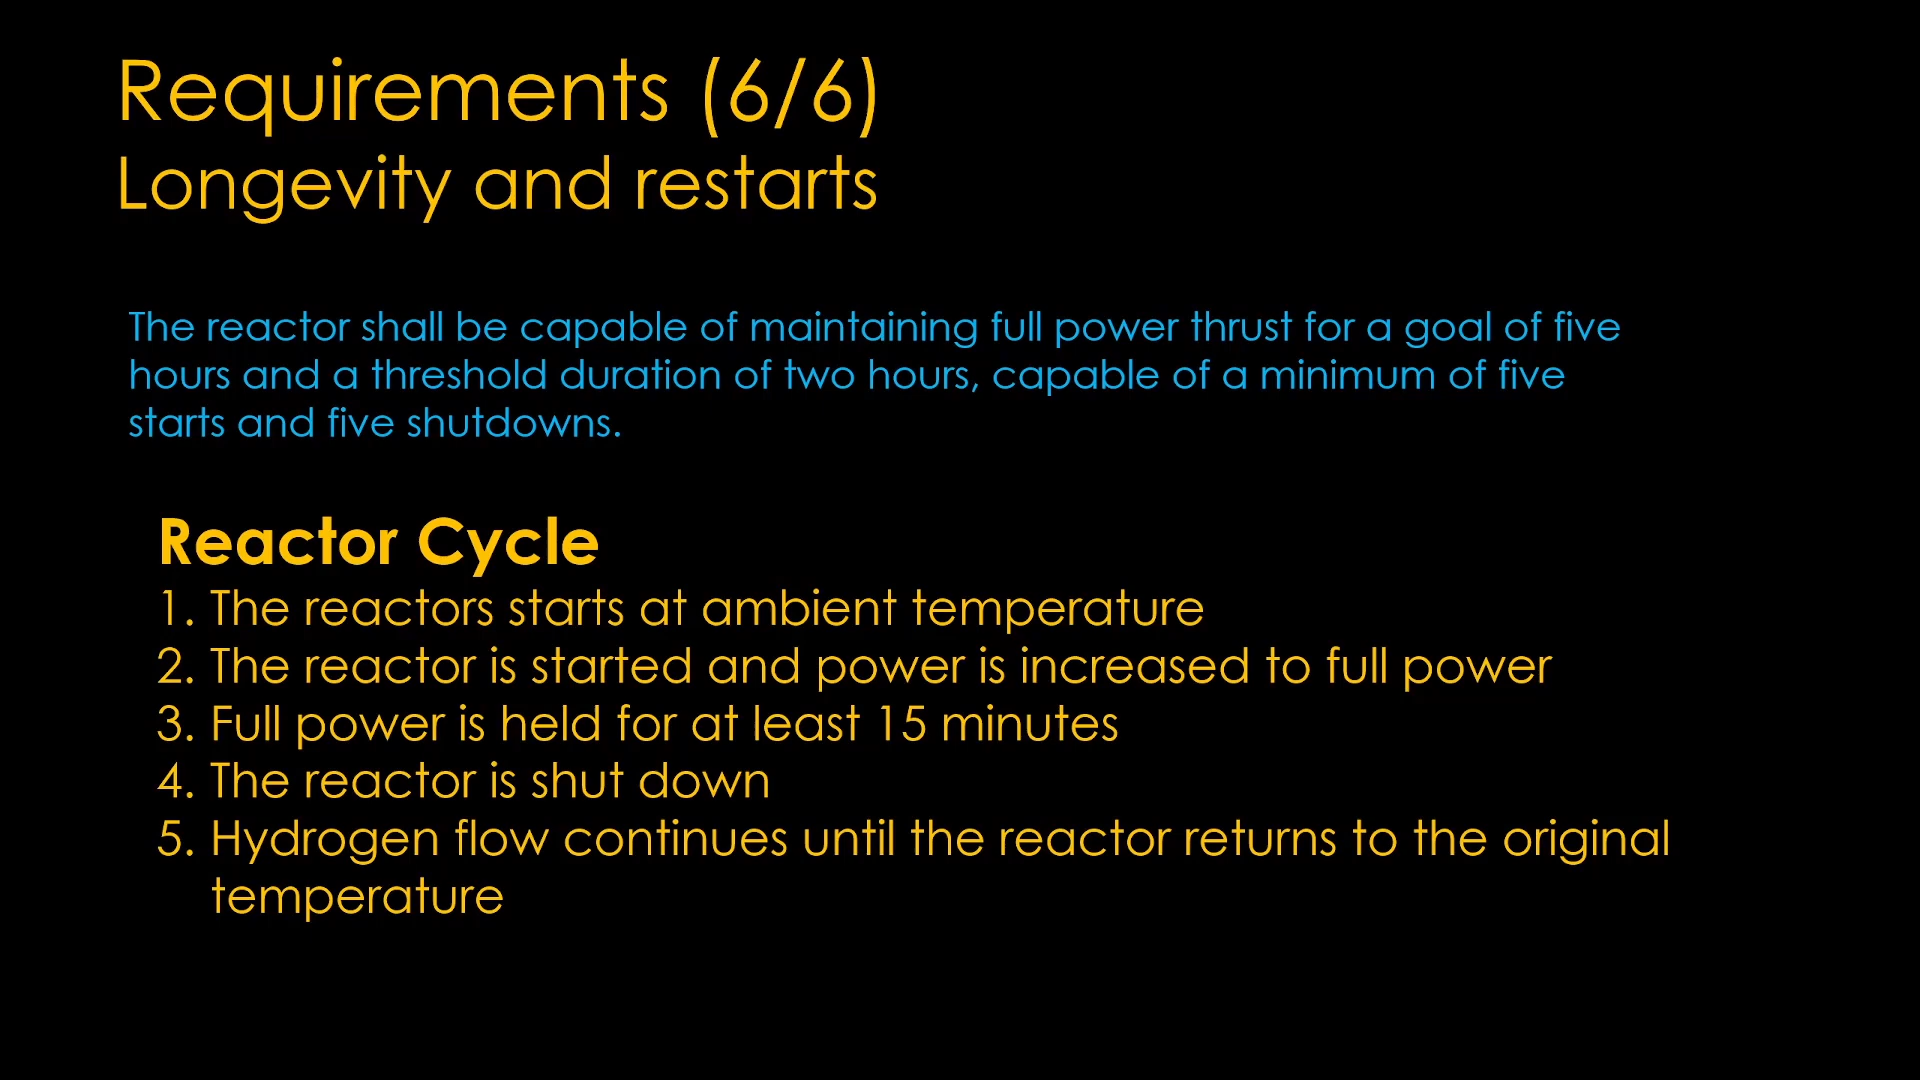 Requirements (6/6)
Longevity and restarts
The reactor shall be capable of maintaining full power thrust for a goal of five
hours and a threshold duration of two hours, capable of a minimum of five
starts and five shutdowns.
Reactor Cycle
1. The reactors starts at ambient temperature
2. The reactor is started and power is increased to full power
3. Full power is held for at least 15 minutes
4. The reactor is shut down
5. Hydrogen flow continues until the reactor returns to the original
temperature